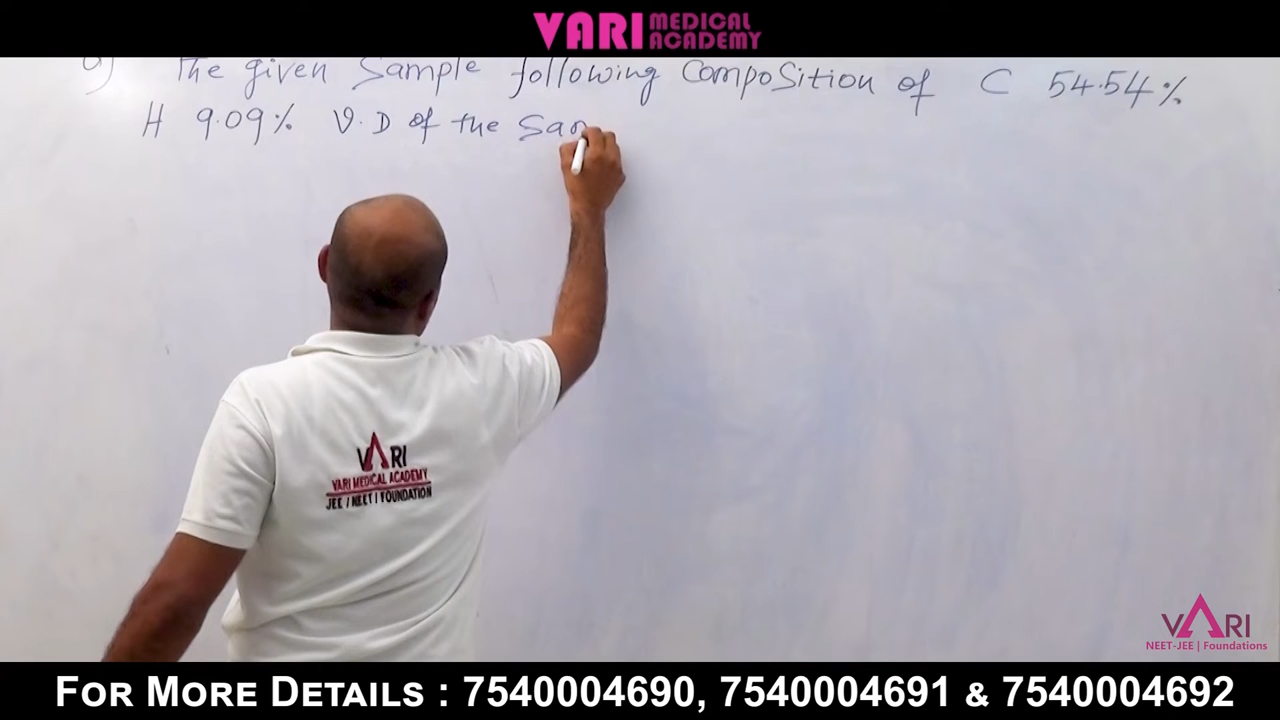 VARI MEDICAL ACADEMY
The given Sample following Composition of C 54.54%
H 9.09% V.D of the Sam
VARI
VARI MEDICAL ACADEMY
JEE | NEET | FOUNDATION
VARI
NEET-JEE | Foundations
FOR MORE DETAILS : 7540004690, 7540004691 & 7540004692